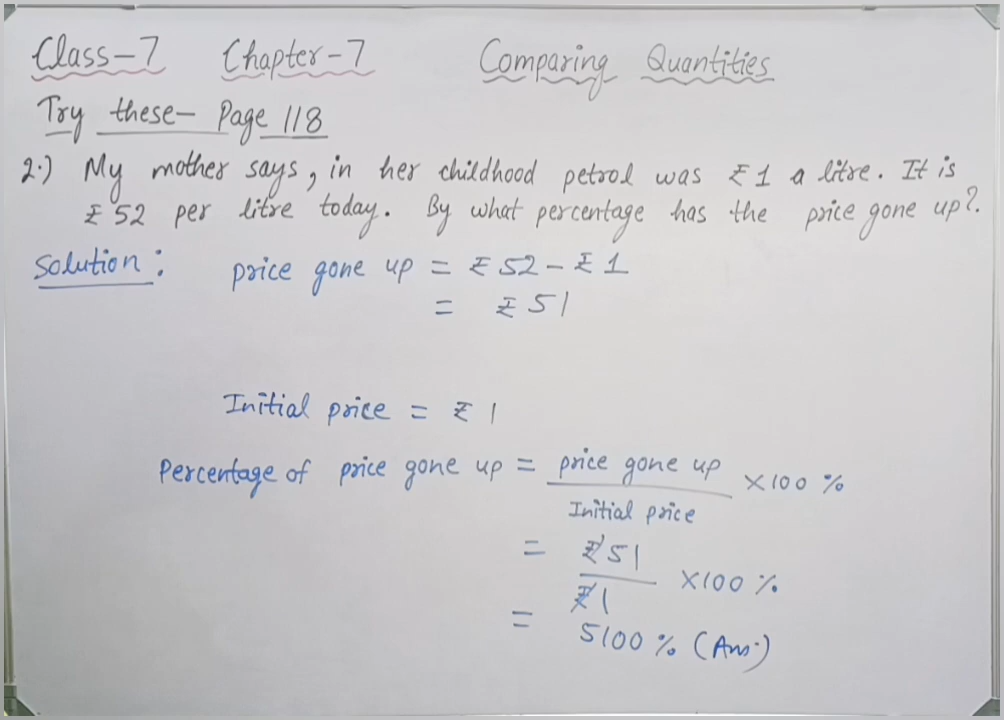 Class-7 Chapter-7 Comparing Quantities
Try these- Page 118
2.) My mother says, in her childhood petrol was ₹1 a litre. It is
₹52 per litre today. By what percentage has the price gone up?.
Solution: price gone up = ₹52-₹1
= ₹51
Initial price = ₹1
Percentage of price gone up = price gone up / Initial price ×100 %
= ₹51 / ₹1 ×100 %
= 5100 % (Ans.)